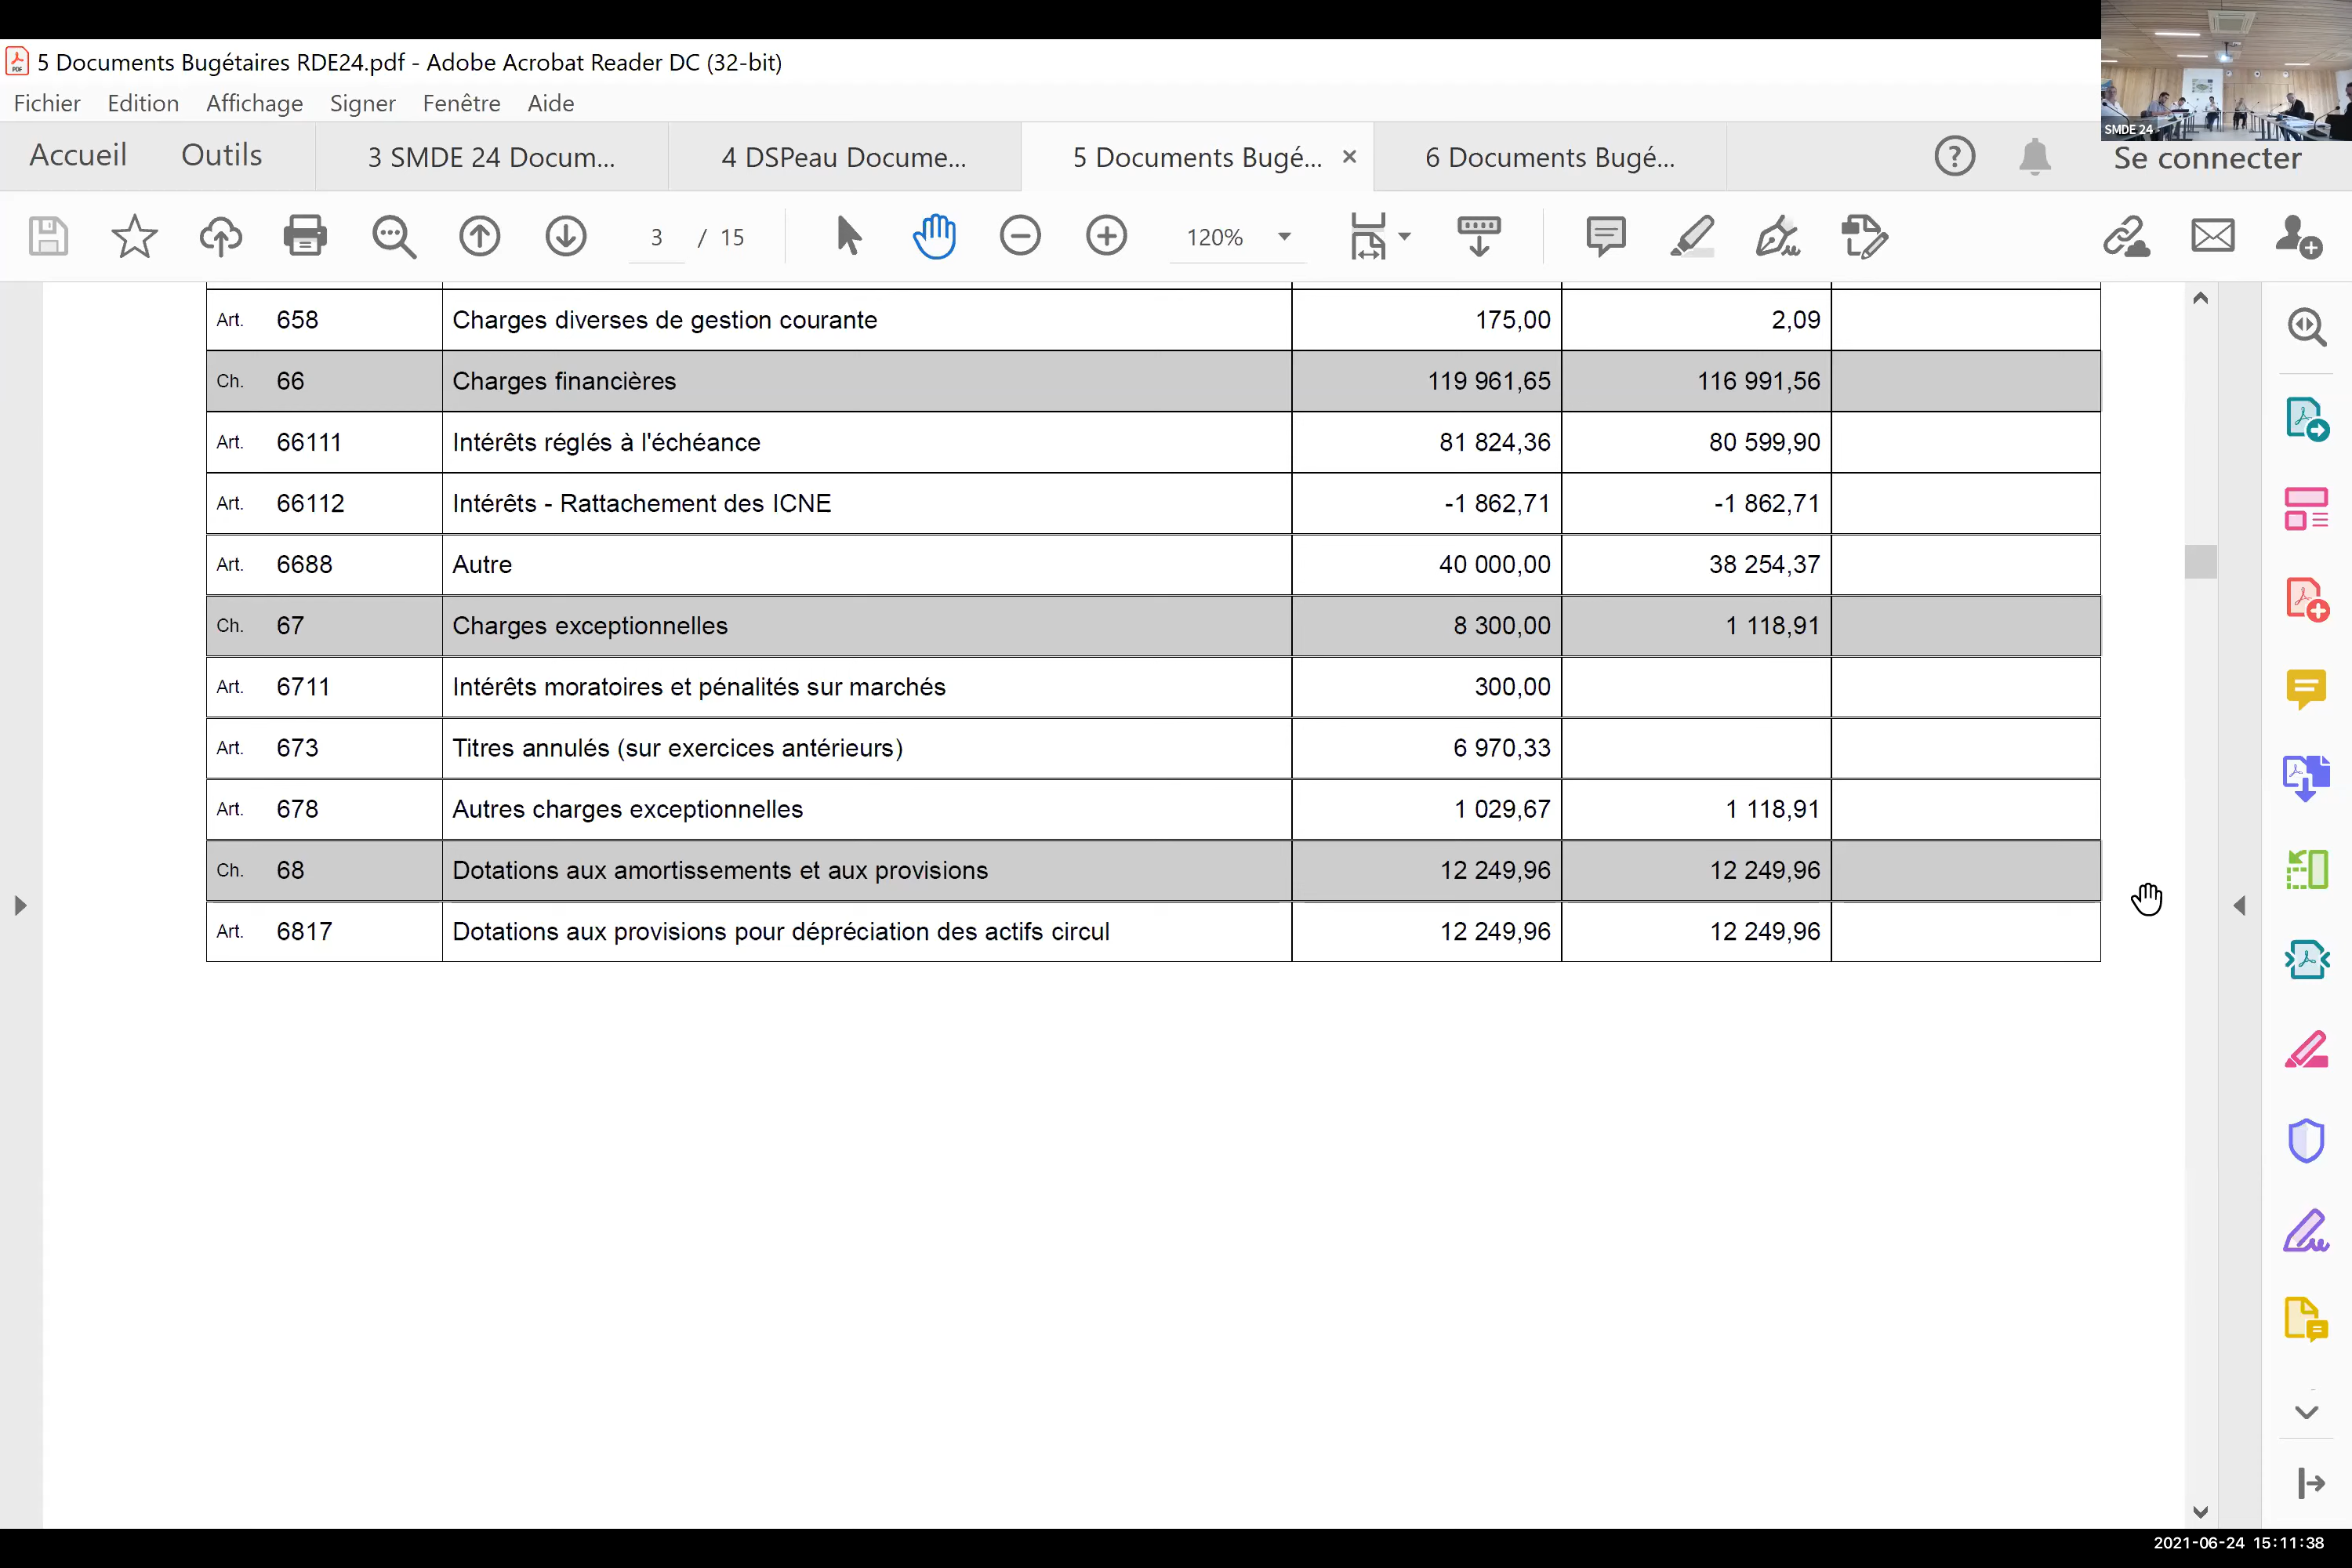 5 Documents Bugétaires RDE24.pdf - Adobe Acrobat Reader DC (32-bit)
Fichier Edition Affichage Signer Fenêtre Aide
SMDE 24
Accueil Outils 3 SMDE 24 Docum... 4 DSPeau Docume... 5 Documents Bugé... × 6 Documents Bugé... Se connecter
3 / 15 120%
Art. 658 Charges diverses de gestion courante 175,00 2,09
Ch. 66 Charges financières 119 961,65 116 991,56
Art. 66111 Intérêts réglés à l'échéance 81 824,36 80 599,90
Art. 66112 Intérêts - Rattachement des ICNE -1 862,71 -1 862,71
Art. 6688 Autre 40 000,00 38 254,37
Ch. 67 Charges exceptionnelles 8 300,00 1 118,91
Art. 6711 Intérêts moratoires et pénalités sur marchés 300,00
Art. 673 Titres annulés (sur exercices antérieurs) 6 970,33
Art. 678 Autres charges exceptionnelles 1 029,67 1 118,91
Ch. 68 Dotations aux amortissements et aux provisions 12 249,96 12 249,96
Art. 6817 Dotations aux provisions pour dépréciation des actifs circul 12 249,96 12 249,96
2021-06-24 15:11:38